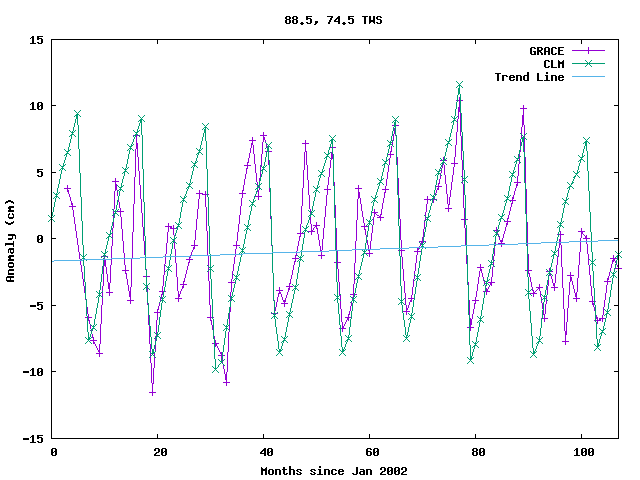 88.5, 74.5 TWS
GRACE
CLM
Trend Line
15
10
5
0
-5
-10
-15
Anomaly (cm)
0 20 40 60 80 100
Months since Jan 2002